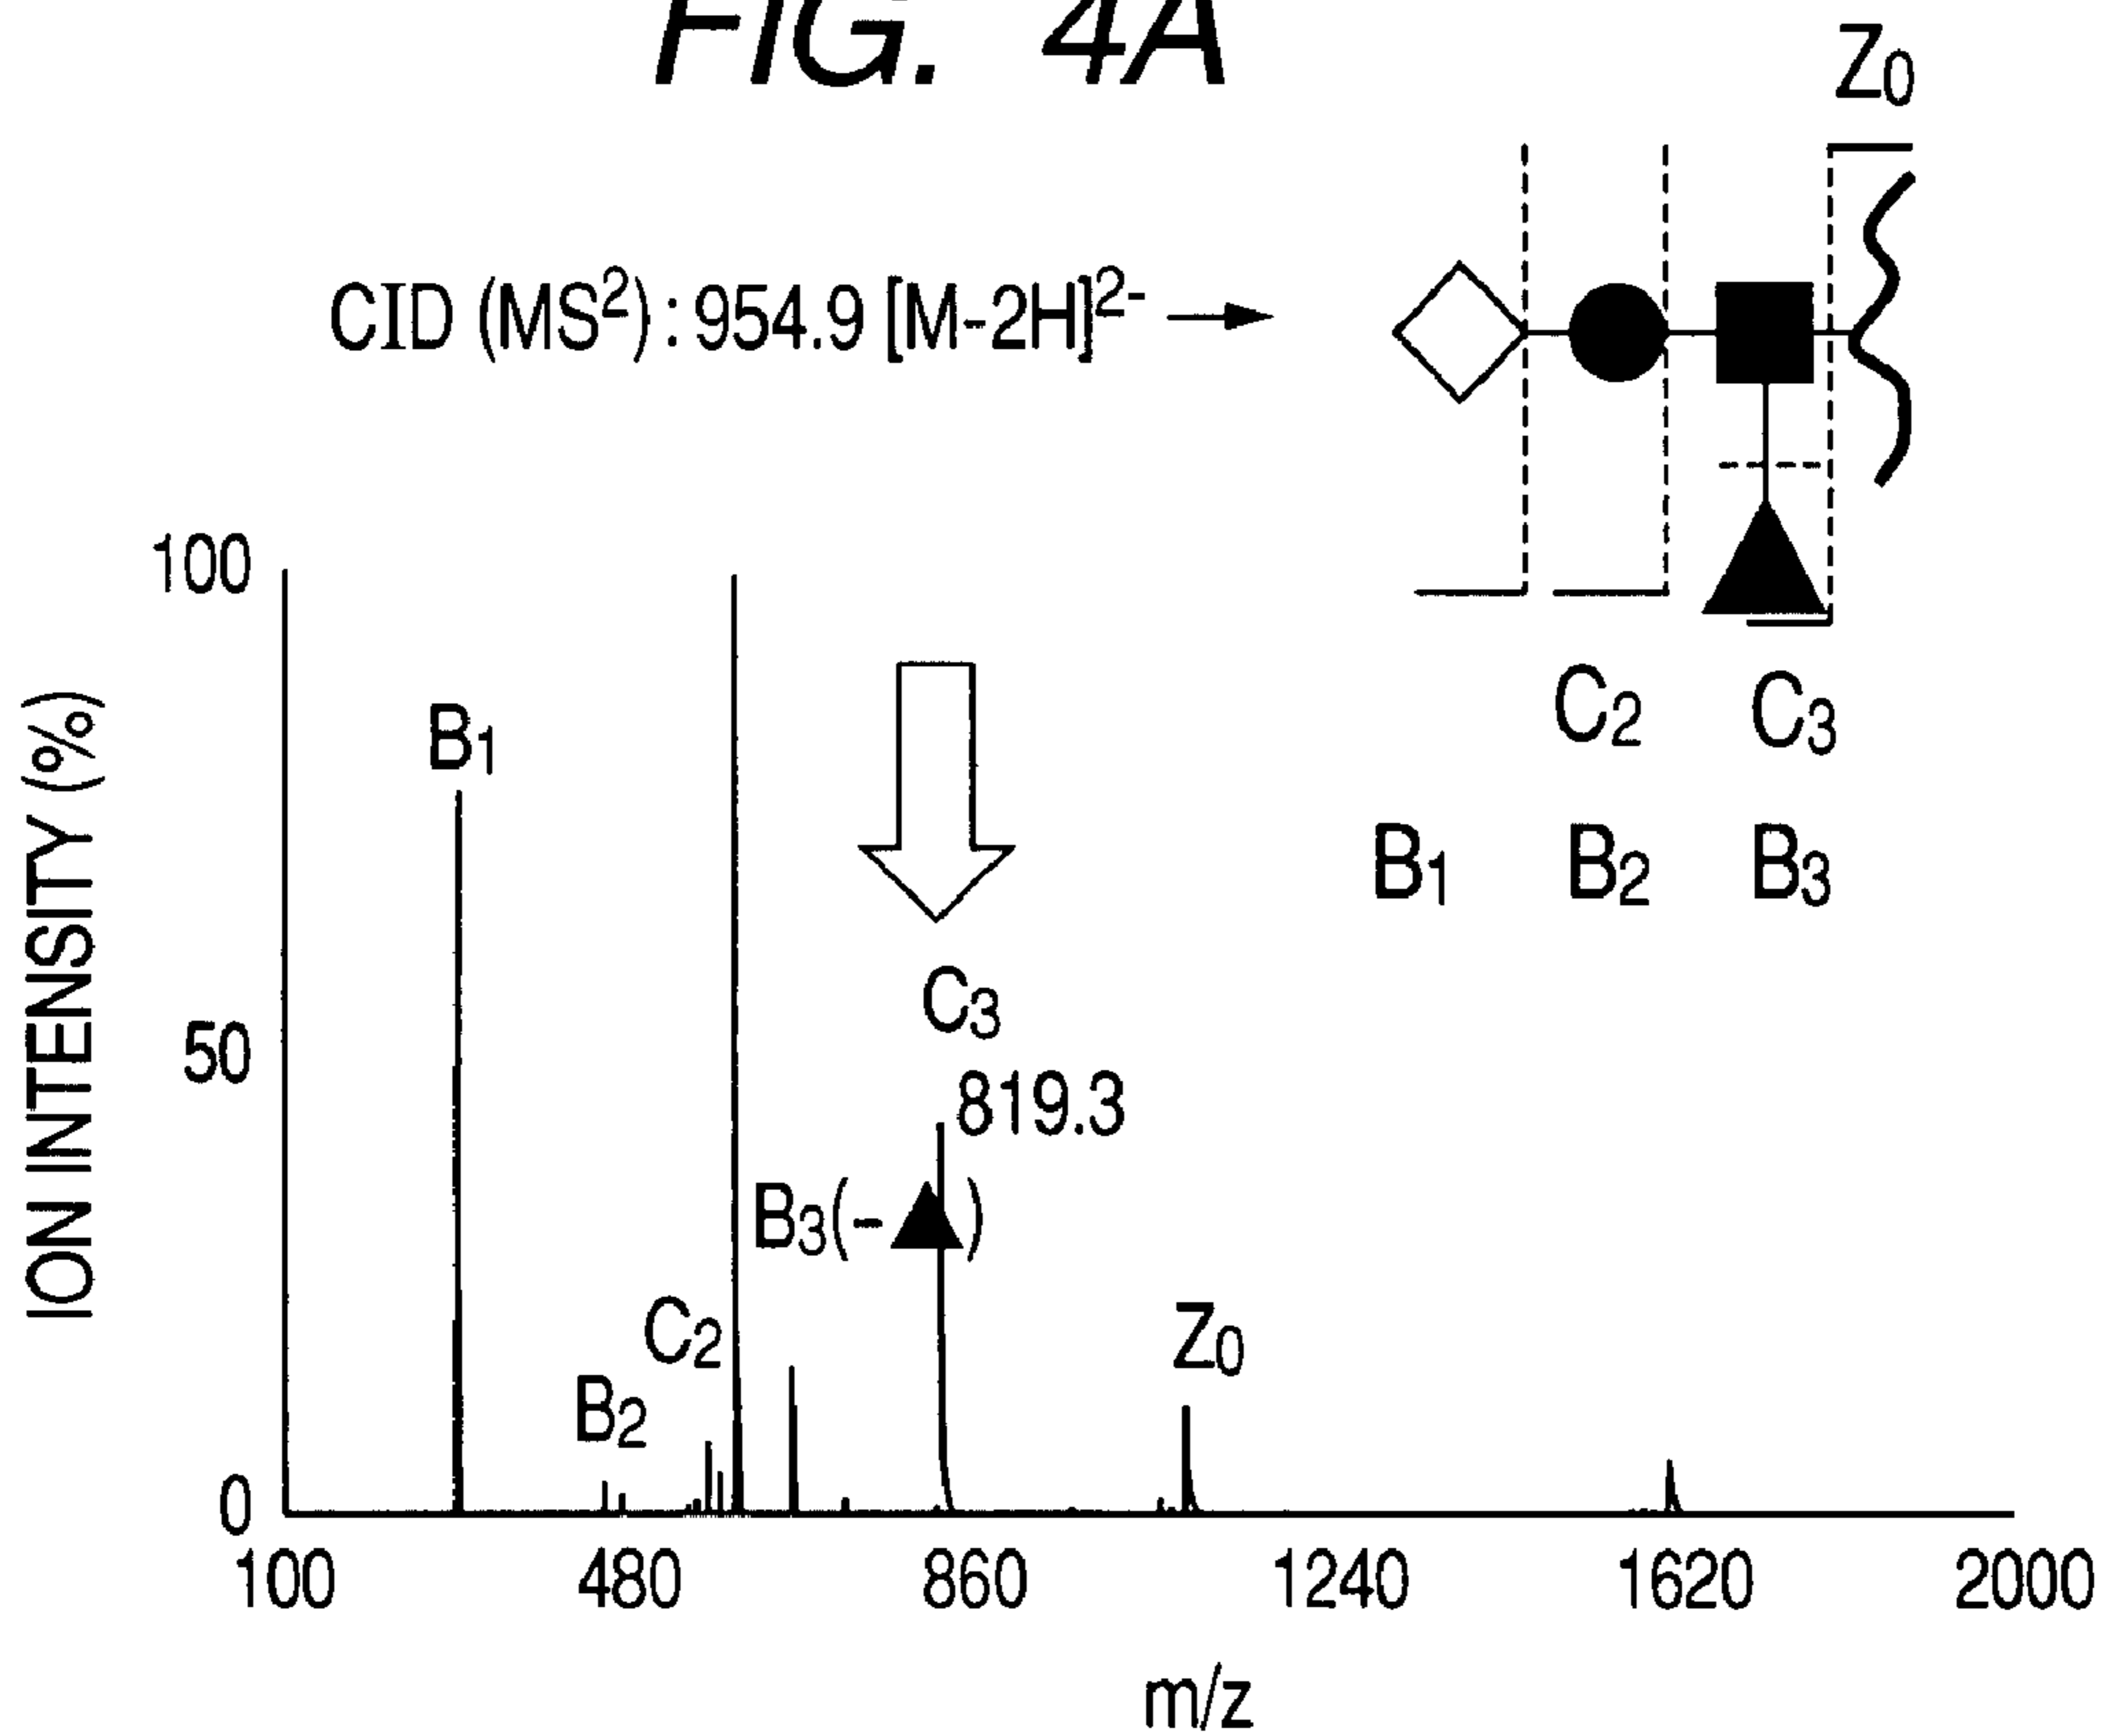 FIG. 4A
Z0
CID (MS2) : 954.9 [M-2H]2-
C2 C3
B1 B2 B3
ION INTENSITY (%)
100
50
0
B1
C3
819.3
B3(-▲)
C2
B2
Z0
100 480 860 1240 1620 2000
m/z